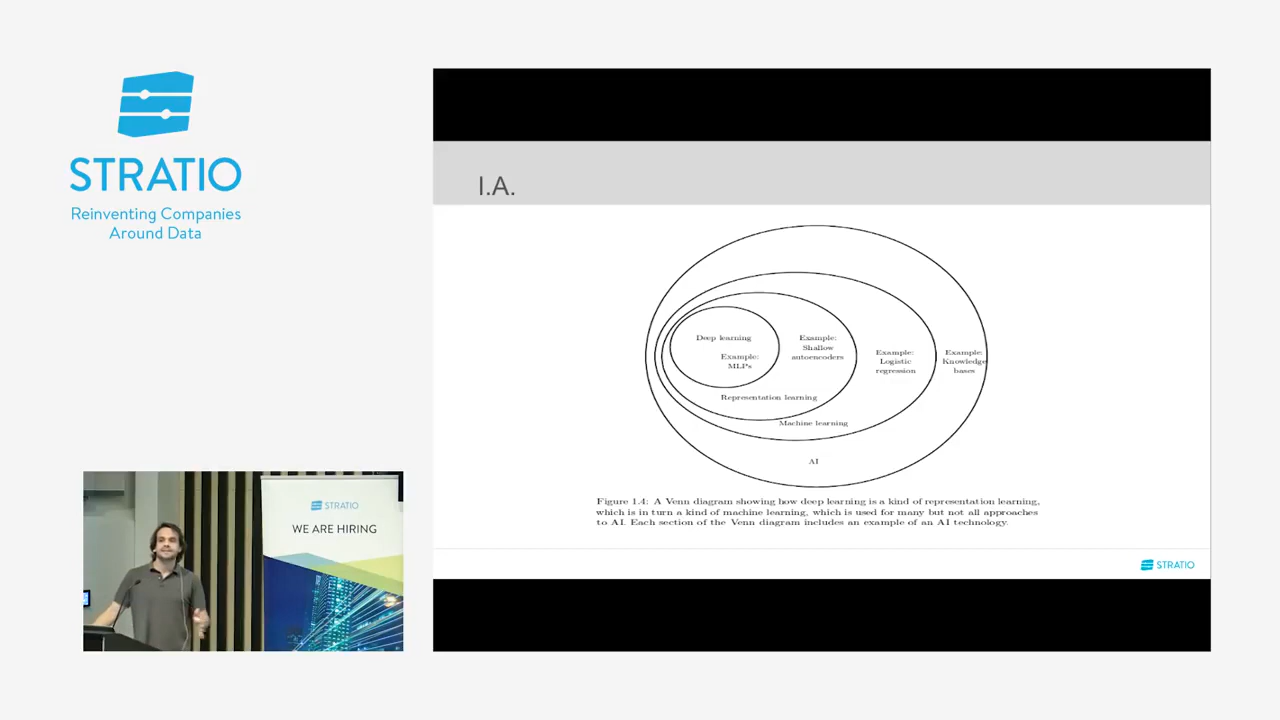 STRATIO
Reinventing Companies
Around Data
I.A.
Deep learning
Example:
MLPs
Example:
Shallow
autoencoders
Example:
Logistic
regression
Example:
Knowledge
bases
Representation learning
Machine learning
AI
Figure 1.4: A Venn diagram showing how deep learning is a kind of representation learning,
which is in turn a kind of machine learning, which is used for many but not all approaches
to AI. Each section of the Venn diagram includes an example of an AI technology.
STRATIO
STRATIO
WE ARE HIRING